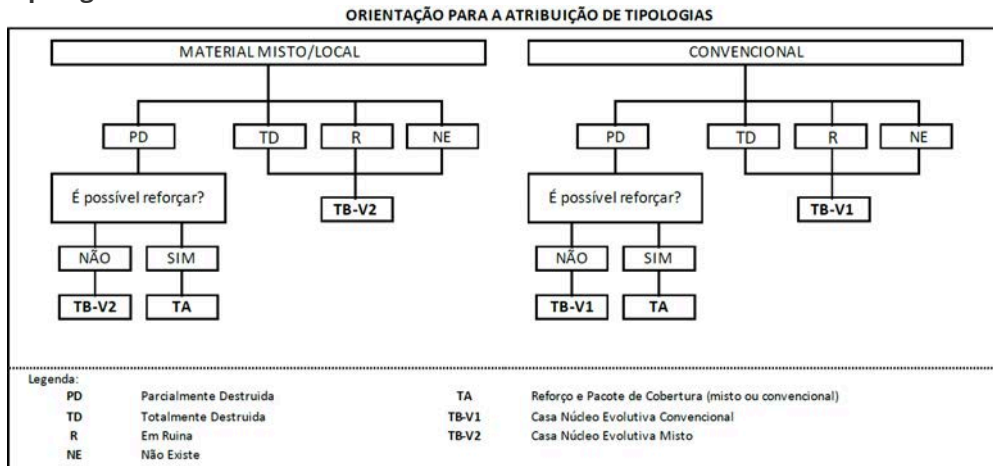 ORIENTAÇÃO PARA A ATRIBUIÇÃO DE TIPOLOGIAS
MATERIAL MISTO/LOCAL
CONVENCIONAL
PD TD R NE
PD TD R NE
É possível reforçar?
TB-V2
É possível reforçar?
TB-V1
NÃO SIM
NÃO SIM
TB-V2 TA
TB-V1 TA
Legenda:
PD Parcialmente Destruida
TA Reforço e Pacote de Cobertura (misto ou convencional)
TD Totalmente Destruida
TB-V1 Casa Núcleo Evolutiva Convencional
R Em Ruina
TB-V2 Casa Núcleo Evolutiva Misto
NE Não Existe